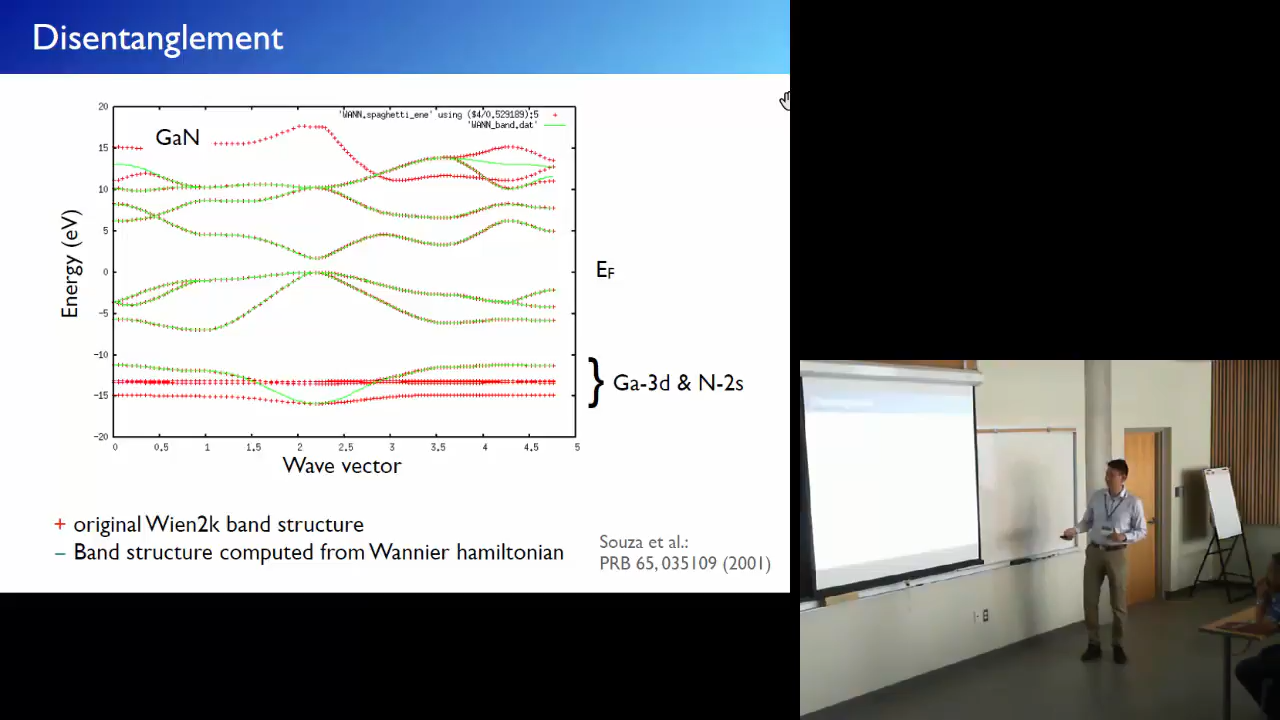 Disentanglement
'WANN.spaghetti_ene' using ($4/0.529189):5
'WANN_band.dat'
GaN
20
15
10
5
0
-5
-10
-15
-20
Energy (eV)
0 0.5 1 1.5 2 2.5 3 3.5 4 4.5 5
Wave vector
EF
} Ga-3d & N-2s
+ original Wien2k band structure
– Band structure computed from Wannier hamiltonian
Souza et al.:
PRB 65, 035109 (2001)